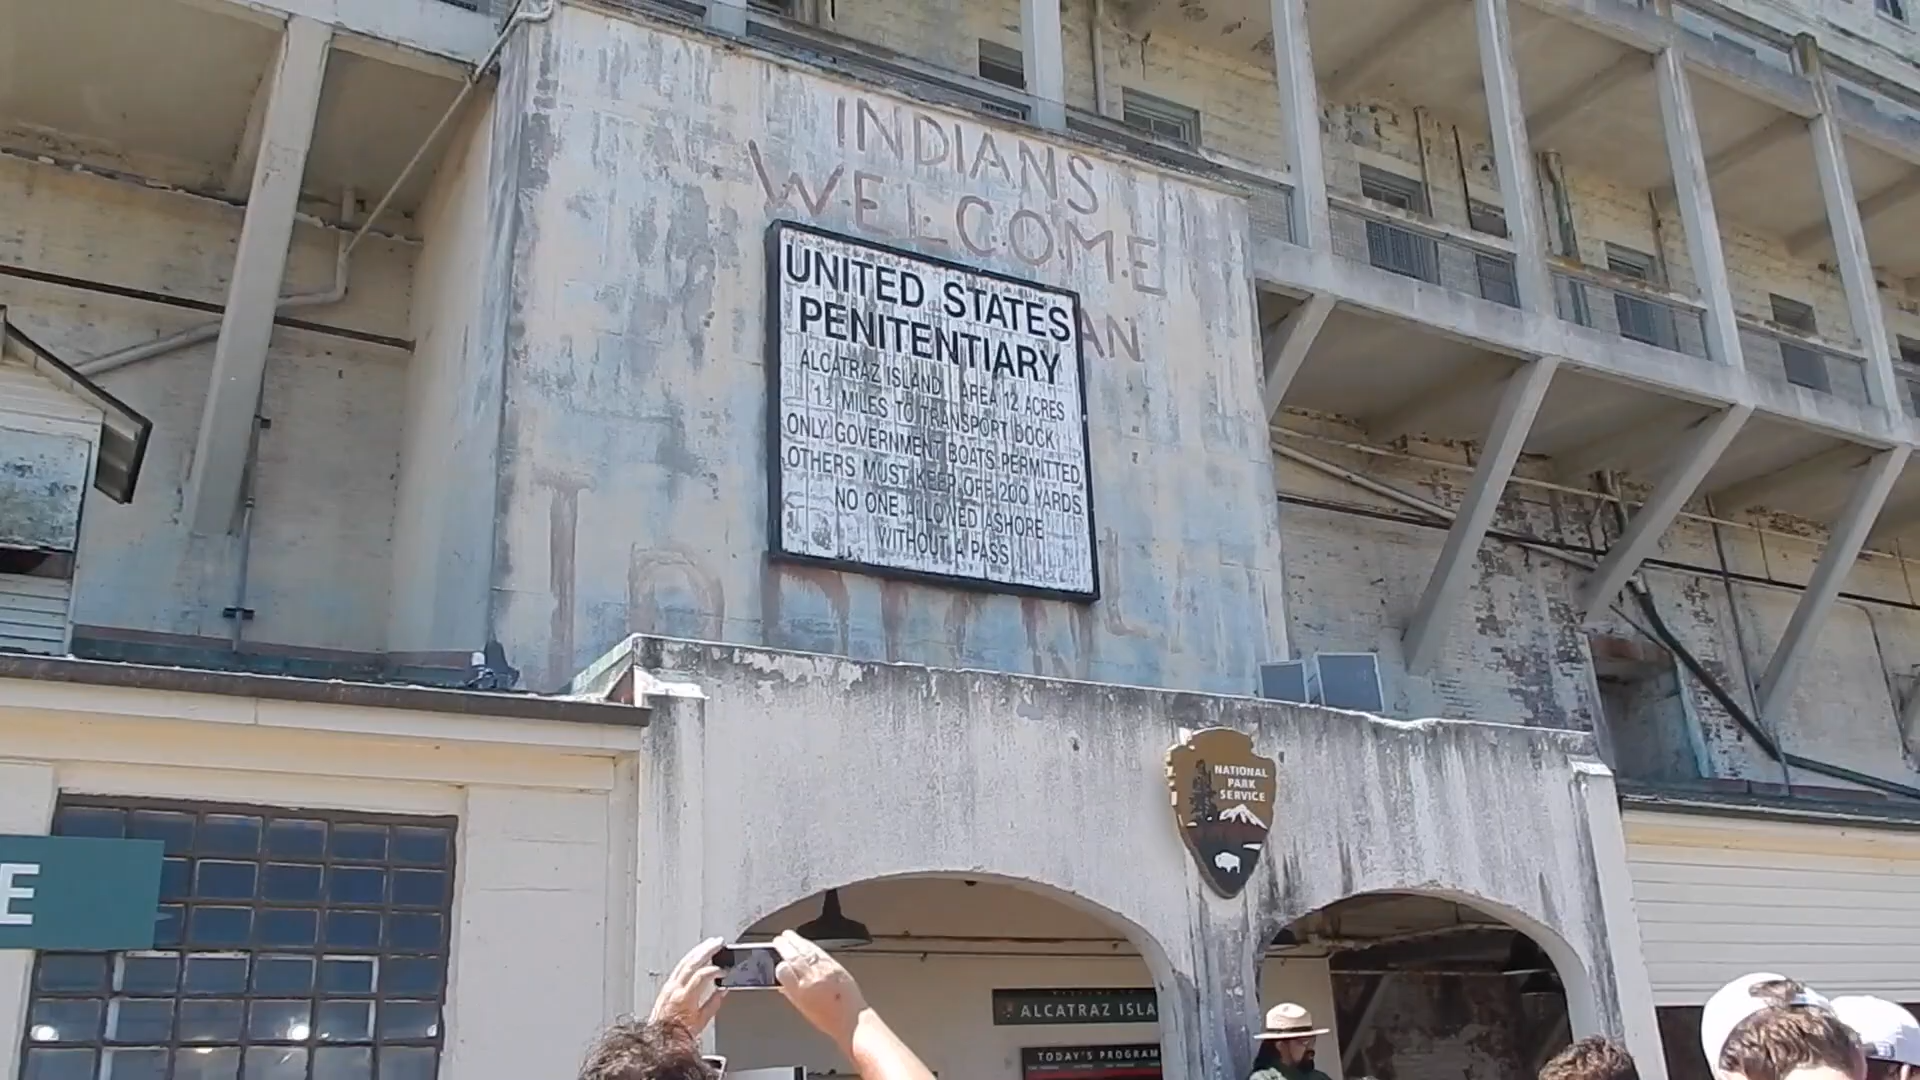 INDIANS
WELCOME
UNITED STATES
PENITENTIARY
ALCATRAZ ISLAND AREA 12 ACRES
1½ MILES TO TRANSPORT DOCK
ONLY GOVERNMENT BOATS PERMITTED
OTHERS MUST KEEP OFF 200 YARDS
NO ONE ALLOWED ASHORE
WITHOUT A PASS
AN
NATIONAL
PARK
SERVICE
E
ALCATRAZ ISLA
TODAY'S PROGRAM